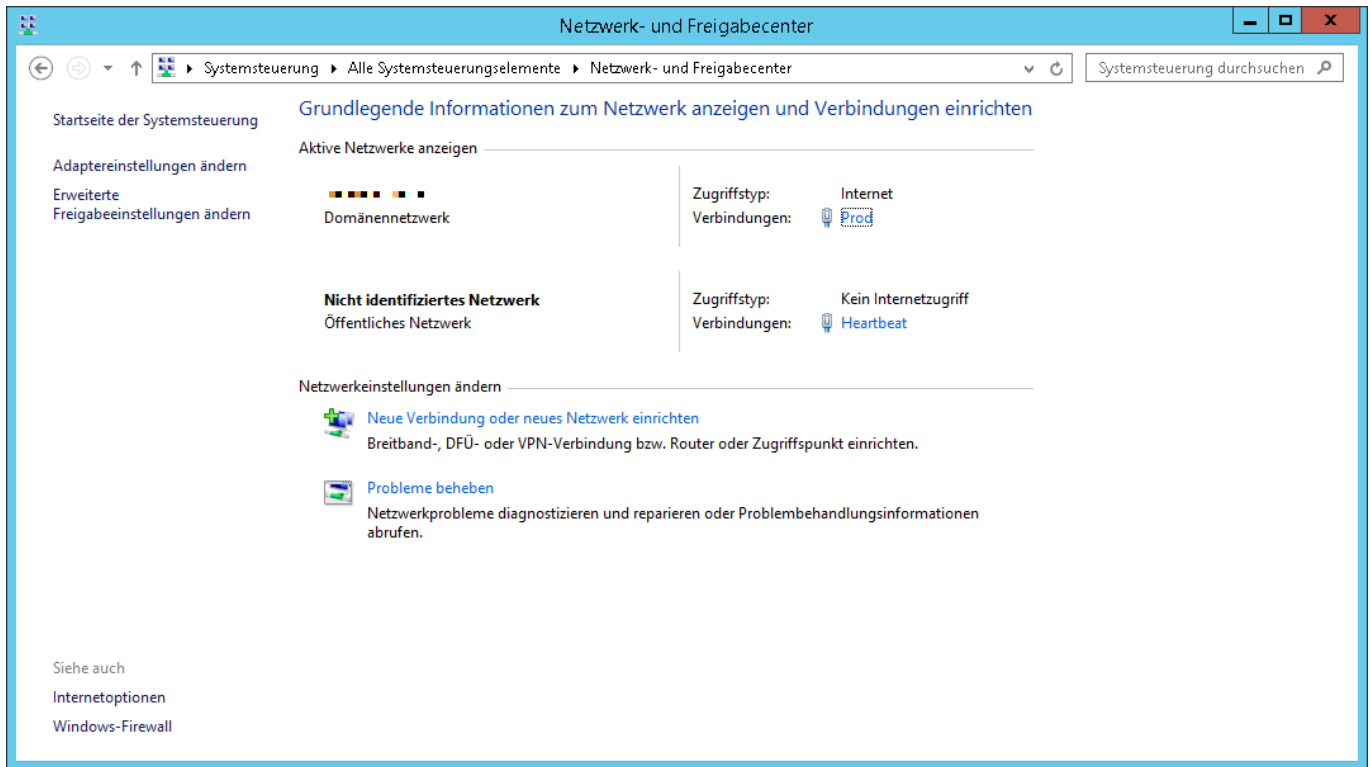 Netzwerk- und Freigabecenter
Systemsteuerung Alle Systemsteuerungselemente Netzwerk- und Freigabecenter
Systemsteuerung durchsuchen
Startseite der Systemsteuerung
Adaptereinstellungen ändern
Erweiterte
Freigabeeinstellungen ändern
Grundlegende Informationen zum Netzwerk anzeigen und Verbindungen einrichten
Aktive Netzwerke anzeigen
Domänennetzwerk
Zugriffstyp: Internet
Verbindungen: Prod
Nicht identifiziertes Netzwerk
Öffentliches Netzwerk
Zugriffstyp: Kein Internetzugriff
Verbindungen: Heartbeat
Netzwerkeinstellungen ändern
Neue Verbindung oder neues Netzwerk einrichten
Breitband-, DFÜ- oder VPN-Verbindung bzw. Router oder Zugriffspunkt einrichten.
Probleme beheben
Netzwerkprobleme diagnostizieren und reparieren oder Problembehandlungsinformationen
abrufen.
Siehe auch
Internetoptionen
Windows-Firewall